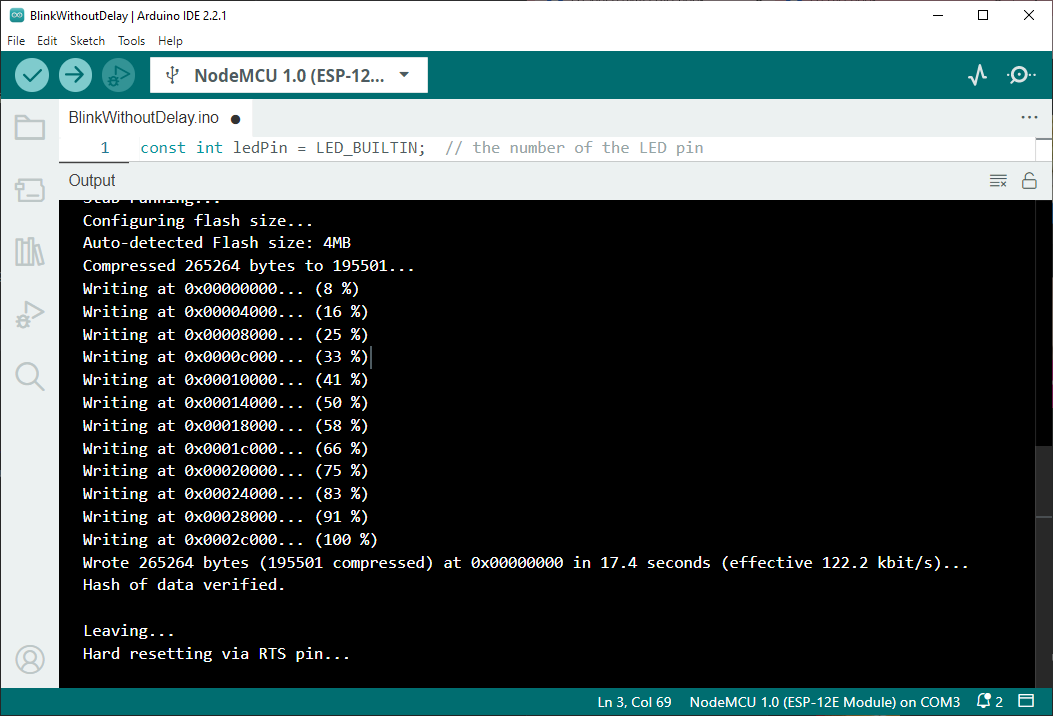 BlinkWithoutDelay | Arduino IDE 2.2.1
File Edit Sketch Tools Help
NodeMCU 1.0 (ESP-12...
BlinkWithoutDelay.ino
1 const int ledPin = LED_BUILTIN; // the number of the LED pin
Output
Stub running...
Configuring flash size...
Auto-detected Flash size: 4MB
Compressed 265264 bytes to 195501...
Writing at 0x00000000... (8 %)
Writing at 0x00004000... (16 %)
Writing at 0x00008000... (25 %)
Writing at 0x0000c000... (33 %)
Writing at 0x00010000... (41 %)
Writing at 0x00014000... (50 %)
Writing at 0x00018000... (58 %)
Writing at 0x0001c000... (66 %)
Writing at 0x00020000... (75 %)
Writing at 0x00024000... (83 %)
Writing at 0x00028000... (91 %)
Writing at 0x0002c000... (100 %)
Wrote 265264 bytes (195501 compressed) at 0x00000000 in 17.4 seconds (effective 122.2 kbit/s)...
Hash of data verified.
Leaving...
Hard resetting via RTS pin...
Ln 3, Col 69 NodeMCU 1.0 (ESP-12E Module) on COM3 2